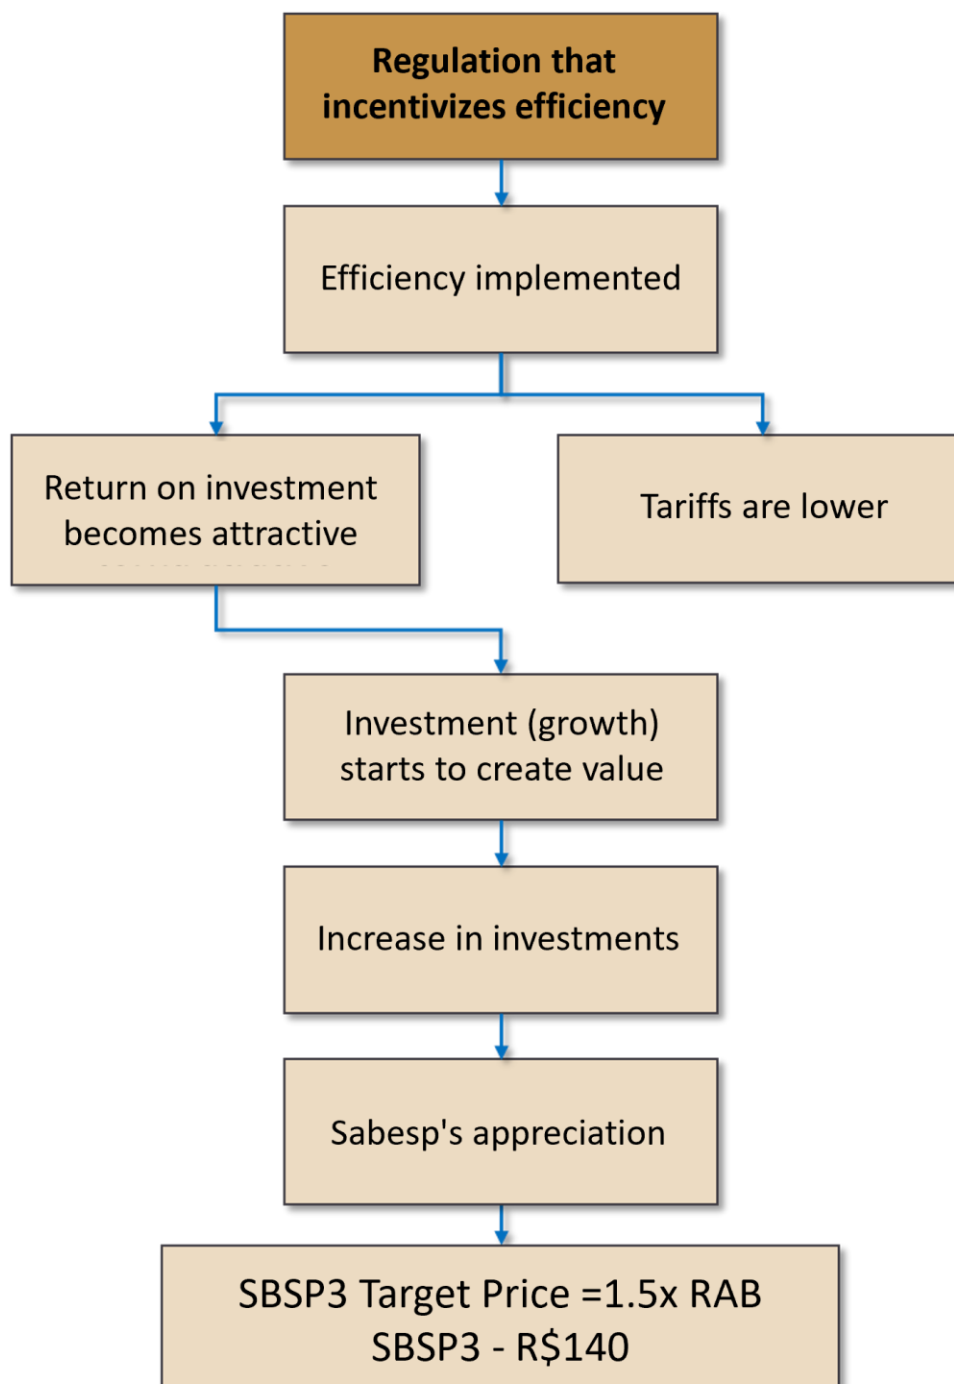 Regulation that
incentivizes efficiency
Efficiency implemented
Return on investment
becomes attractive
Tariffs are lower
Investment (growth)
starts to create value
Increase in investments
Sabesp's appreciation
SBSP3 Target Price =1.5x RAB
SBSP3 - R$140